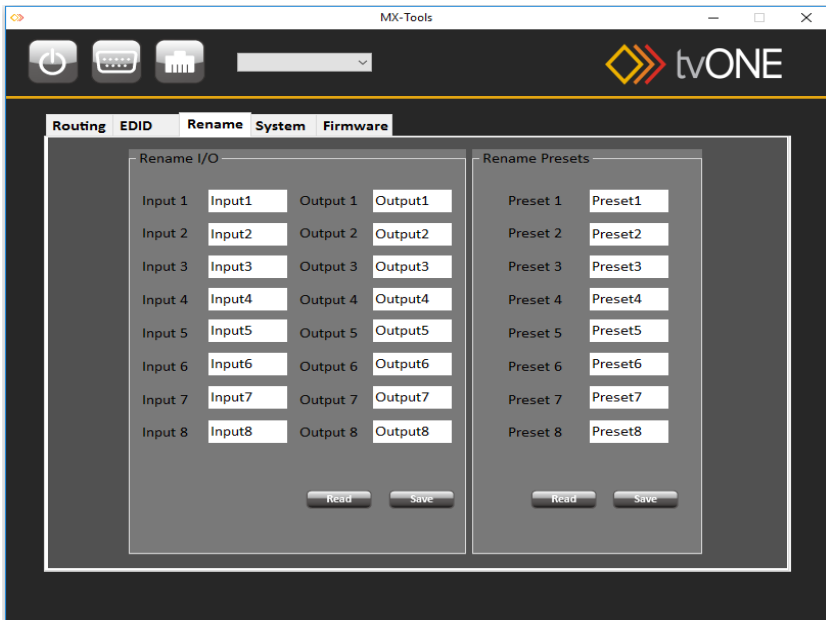 MX-Tools
tvONE
Routing EDID Rename System Firmware
Rename I/O Rename Presets
Input 1 Input1 Output 1 Output1 Preset 1 Preset1
Input 2 Input2 Output 2 Output2 Preset 2 Preset2
Input 3 Input3 Output 3 Output3 Preset 3 Preset3
Input 4 Input4 Output 4 Output4 Preset 4 Preset4
Input 5 Input5 Output 5 Output5 Preset 5 Preset5
Input 6 Input6 Output 6 Output6 Preset 6 Preset6
Input 7 Input7 Output 7 Output7 Preset 7 Preset7
Input 8 Input8 Output 8 Output8 Preset 8 Preset8
Read Save Read Save